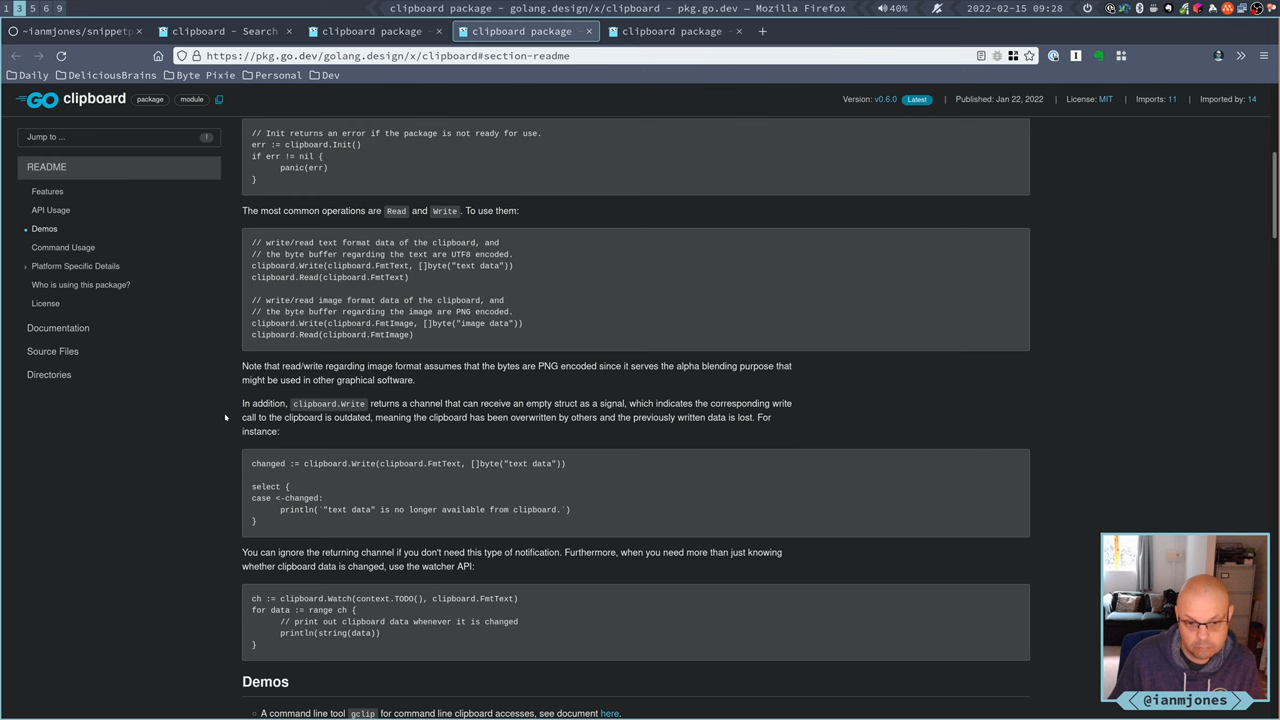 1 3 5 6 9
clipboard package - golang.design/x/clipboard - pkg.go.dev — Mozilla Firefox
40%
2022-02-15 09:28
~ianmjones/snippetp
clipboard - Search
clipboard package -
clipboard package -
clipboard package -
https://pkg.go.dev/golang.design/x/clipboard#section-readme
Daily
DeliciousBrains
Byte Pixie
Personal
Dev
GO clipboard
package
module
Version: v0.6.0
Latest
Published: Jan 22, 2022
License: MIT
Imports: 11
Imported by: 14
Jump to ...
f
README
Features
API Usage
Demos
Command Usage
Platform Specific Details
Who is using this package?
License
Documentation
Source Files
Directories
// Init returns an error if the package is not ready for use.
err := clipboard.Init()
if err != nil {
panic(err)
}
The most common operations are Read and Write . To use them:
// write/read text format data of the clipboard, and
// the byte buffer regarding the text are UTF8 encoded.
clipboard.Write(clipboard.FmtText, []byte("text data"))
clipboard.Read(clipboard.FmtText)
// write/read image format data of the clipboard, and
// the byte buffer regarding the image are PNG encoded.
clipboard.Write(clipboard.FmtImage, []byte("image data"))
clipboard.Read(clipboard.FmtImage)
Note that read/write regarding image format assumes that the bytes are PNG encoded since it serves the alpha blending purpose that
might be used in other graphical software.
In addition, clipboard.Write returns a channel that can receive an empty struct as a signal, which indicates the corresponding write
call to the clipboard is outdated, meaning the clipboard has been overwritten by others and the previously written data is lost. For
instance:
changed := clipboard.Write(clipboard.FmtText, []byte("text data"))
select {
case <-changed:
println(`"text data" is no longer available from clipboard.`)
}
You can ignore the returning channel if you don't need this type of notification. Furthermore, when you need more than just knowing
whether clipboard data is changed, use the watcher API:
ch := clipboard.Watch(context.TODO(), clipboard.FmtText)
for data := range ch {
// print out clipboard data whenever it is changed
println(string(data))
}
Demos
A command line tool gclip for command line clipboard accesses, see document here.
@ianmjones